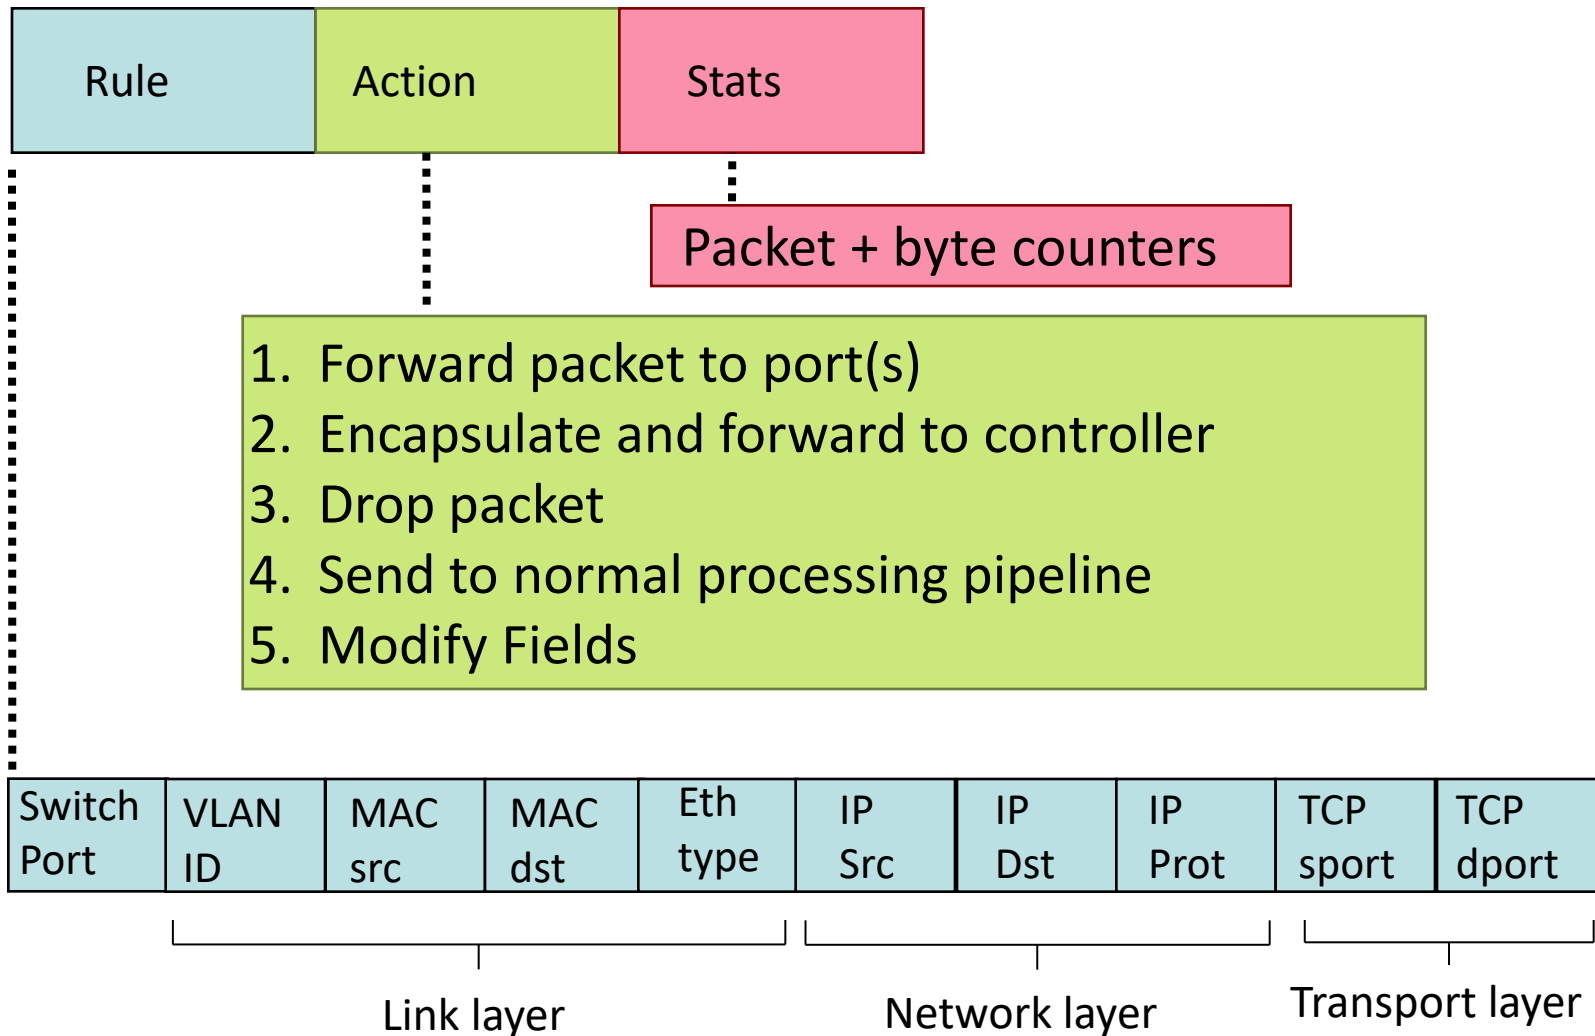 Rule
Action
Stats
Packet + byte counters
1. Forward packet to port(s)
2. Encapsulate and forward to controller
3. Drop packet
4. Send to normal processing pipeline
5. Modify Fields
Switch
Port
VLAN
ID
MAC
src
MAC
dst
Eth
type
IP
Src
IP
Dst
IP
Prot
TCP
sport
TCP
dport
Link layer
Network layer
Transport layer